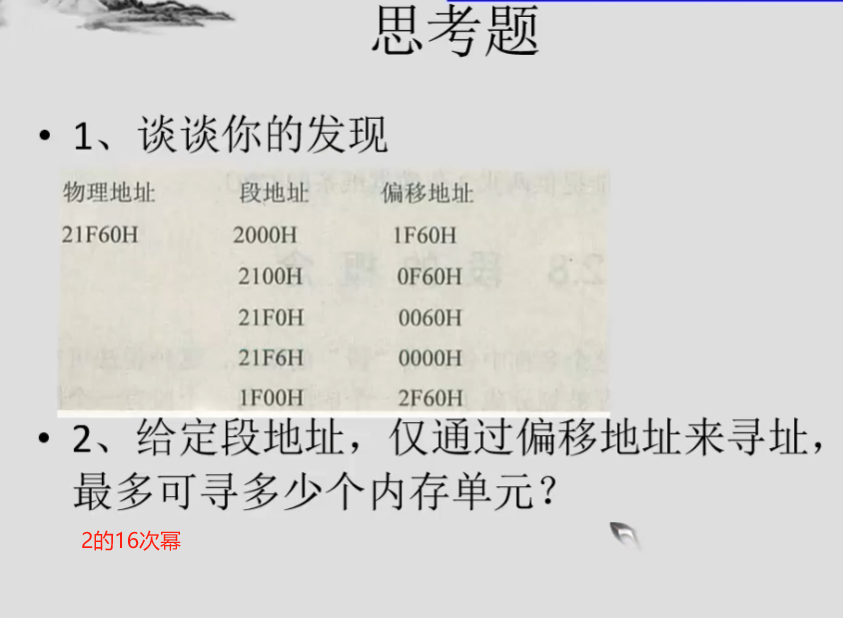 思考题
• 1、谈谈你的发现
物理地址 段地址 偏移地址
21F60H 2000H 1F60H
2100H 0F60H
21F0H 0060H
21F6H 0000H
1F00H 2F60H
• 2、给定段地址，仅通过偏移地址来寻址，
最多可寻多少个内存单元？
2的16次幂